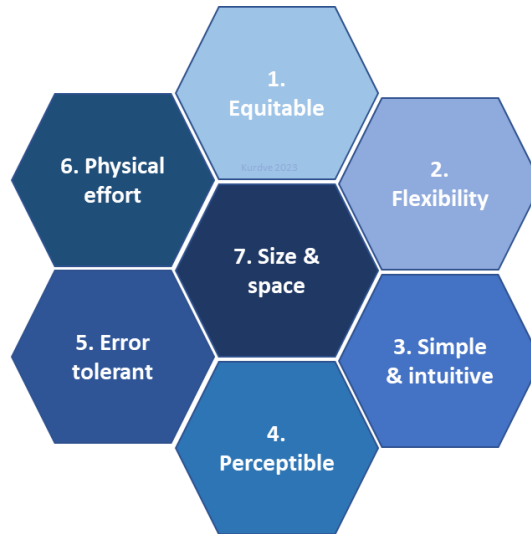 1.
Equitable
Kurdve 2023
2.
Flexibility
3. Simple
& intuitive
4.
Perceptible
5. Error
tolerant
6. Physical
effort
7. Size &
space